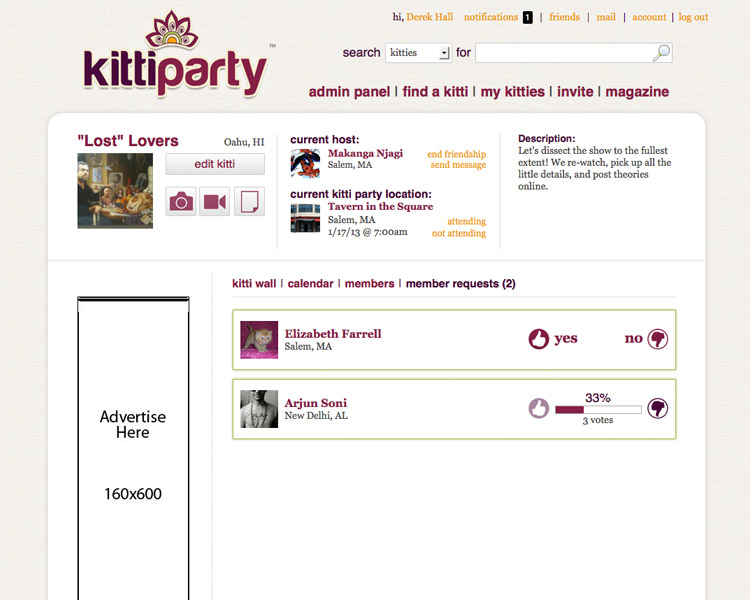 hi, Derek Hall notifications 1 | friends | mail | account | log out
kittiparty™
search kitties for
admin panel | find a kitti | my kitties | invite | magazine
"Lost" Lovers
Oahu, HI
edit kitti
current host:
Makanga Njagi
Salem, MA
end friendship
send message
current kitti party location:
Tavern in the Square
Salem, MA
1/17/13 @ 7:00am
attending
not attending
Description:
Let's dissect the show to the fullest
extent! We re-watch, pick up all the
little details, and post theories
online.
kitti wall | calendar | members | member requests (2)
Elizabeth Farrell
Salem, MA
yes
no
Arjun Soni
New Delhi, AL
33%
3 votes
Advertise
Here
160x600